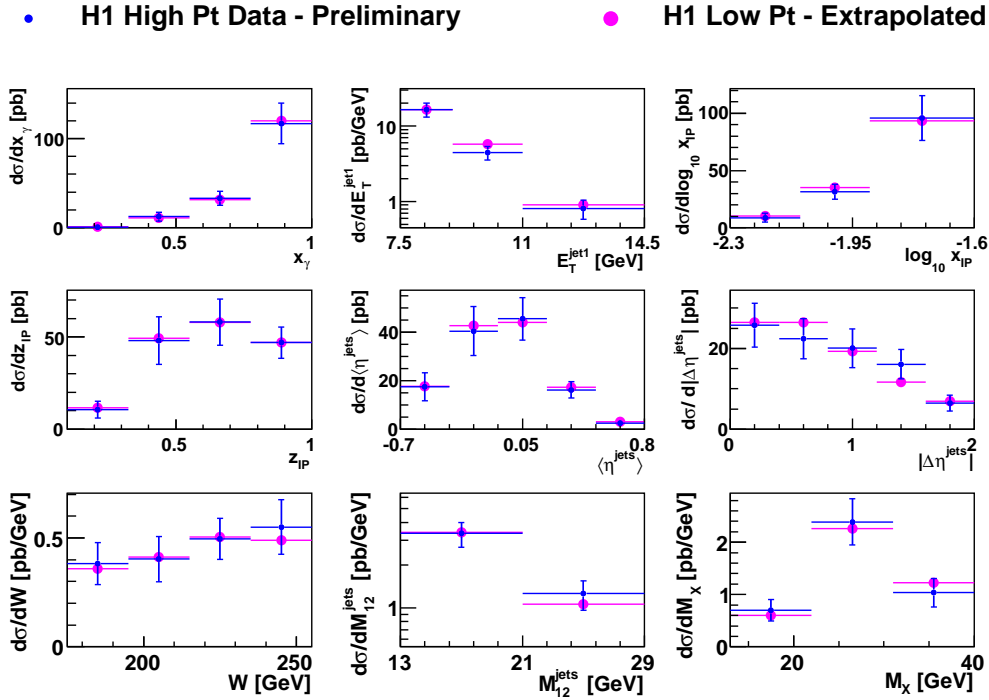 H1 High Pt Data - Preliminary
H1 Low Pt - Extrapolated
dσ/dx_γ [pb]
100
0
0.5
1
x_γ
dσ/dE_T^jet1 [pb/GeV]
10
1
7.5
11
14.5
E_T^jet1 [GeV]
dσ/dlog_10 x_IP [pb]
100
50
0
-2.3
-1.95
-1.6
log_10 x_IP
dσ/dz_IP [pb]
50
0
0.5
1
z_IP
dσ/d⟨η^jets⟩ [pb]
40
20
0
-0.7
0.05
0.8
⟨η^jets⟩
dσ/ d|Δη^jets| [pb]
20
0
0
1
2
|Δη^jets|
dσ/dW [pb/GeV]
0.5
0
200
250
W [GeV]
dσ/dM_12^jets [pb/GeV]
1
13
21
29
M_12^jets [GeV]
dσ/dM_X [pb/GeV]
2
0
20
40
M_X [GeV]